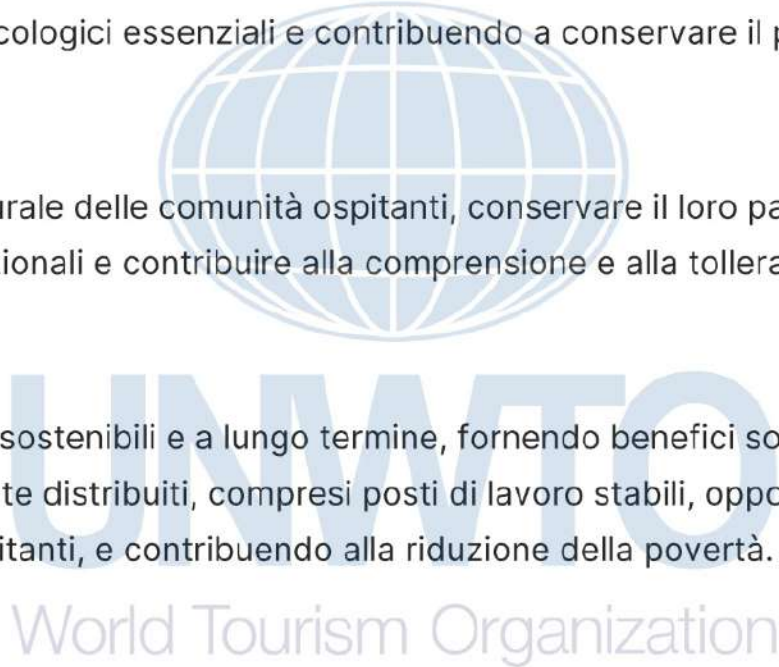 cologici essenziali e contribuendo a conservare il p
urale delle comunità ospitanti, conservare il loro pa
ionali e contribuire alla comprensione e alla tollera
sostenibili e a lungo termine, fornendo benefici so
te distribuiti, compresi posti di lavoro stabili, oppo
itanti, e contribuendo alla riduzione della povertà.
UNWTO
World Tourism Organization